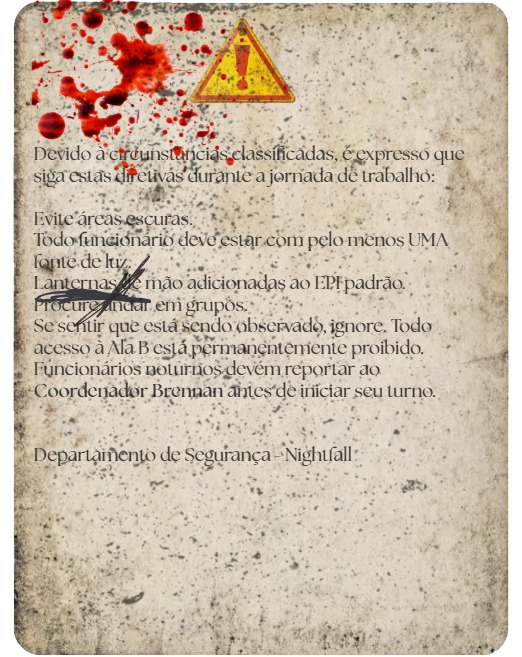 Devido a circunstâncias classificadas, é expresso que
siga estas diretivas durante a jornada de trabalho:
Evite áreas escuras.
Todo funcionário deve estar com pelo menos UMA
fonte de luz.
Lanternas de mão adicionadas ao EPI padrão.
Procure andar em grupos.
Se sentir que está sendo observado, ignore. Todo
acesso à Ala B está permanentemente proibido.
Funcionários noturnos devem reportar ao
Coordenador Brennan antes de iniciar seu turno.
Departamento de Segurança – Nightfall